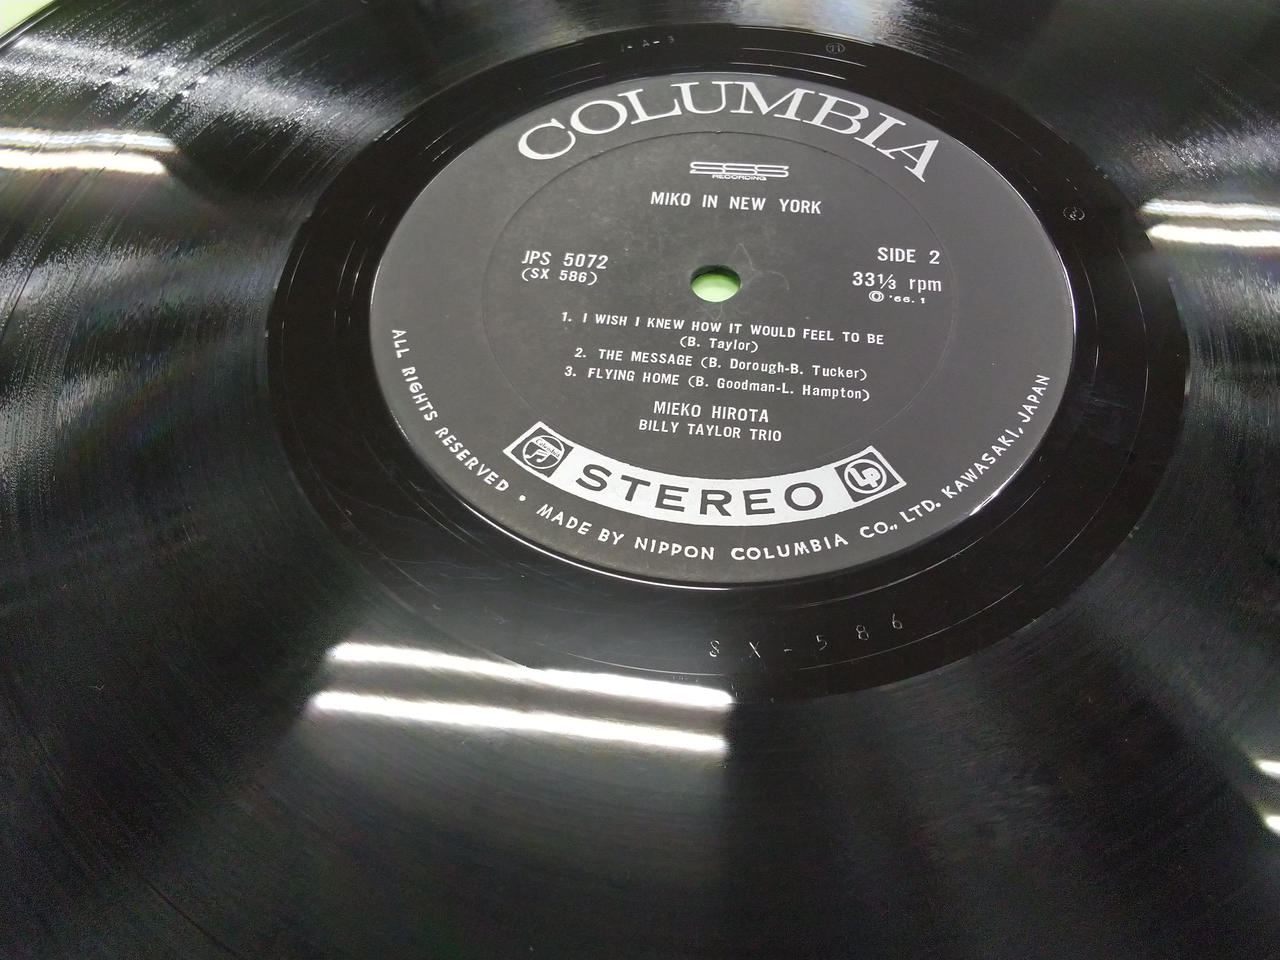 COLUMBIA
SSS
RECORDING
MIKO IN NEW YORK
JPS 5072
(SX 586)
SIDE 2
33⅓ rpm
Ⓟ '66.1
1. I WISH I KNEW HOW IT WOULD FEEL TO BE
(B. Taylor)
2. THE MESSAGE (B. Dorough-B. Tucker)
3. FLYING HOME (B. Goodman-L. Hampton)
MIEKO HIROTA
BILLY TAYLOR TRIO
STEREO
LP
ALL RIGHTS RESERVED • MADE BY NIPPON COLUMBIA CO., LTD. KAWASAKI, JAPAN
SX-586